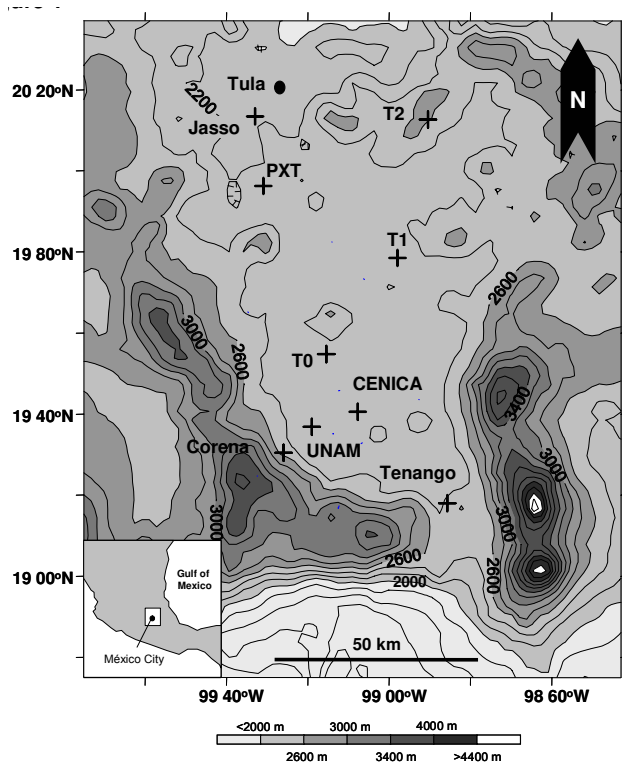 20 20ºN
Tula
2200
T2
N
Jasso
PXT
T1
19 80ºN
2600
3000
2600
T0
CENICA
3400
19 40ºN
Corena
UNAM
Tenango
3000
3000
3000
2600
2600
2000
19 00ºN
Gulf of
Mexico
México City
50 km
99 40ºW
99 00ºW
98 60ºW
<2000 m
3000 m
4000 m
2600 m
3400 m
>4400 m